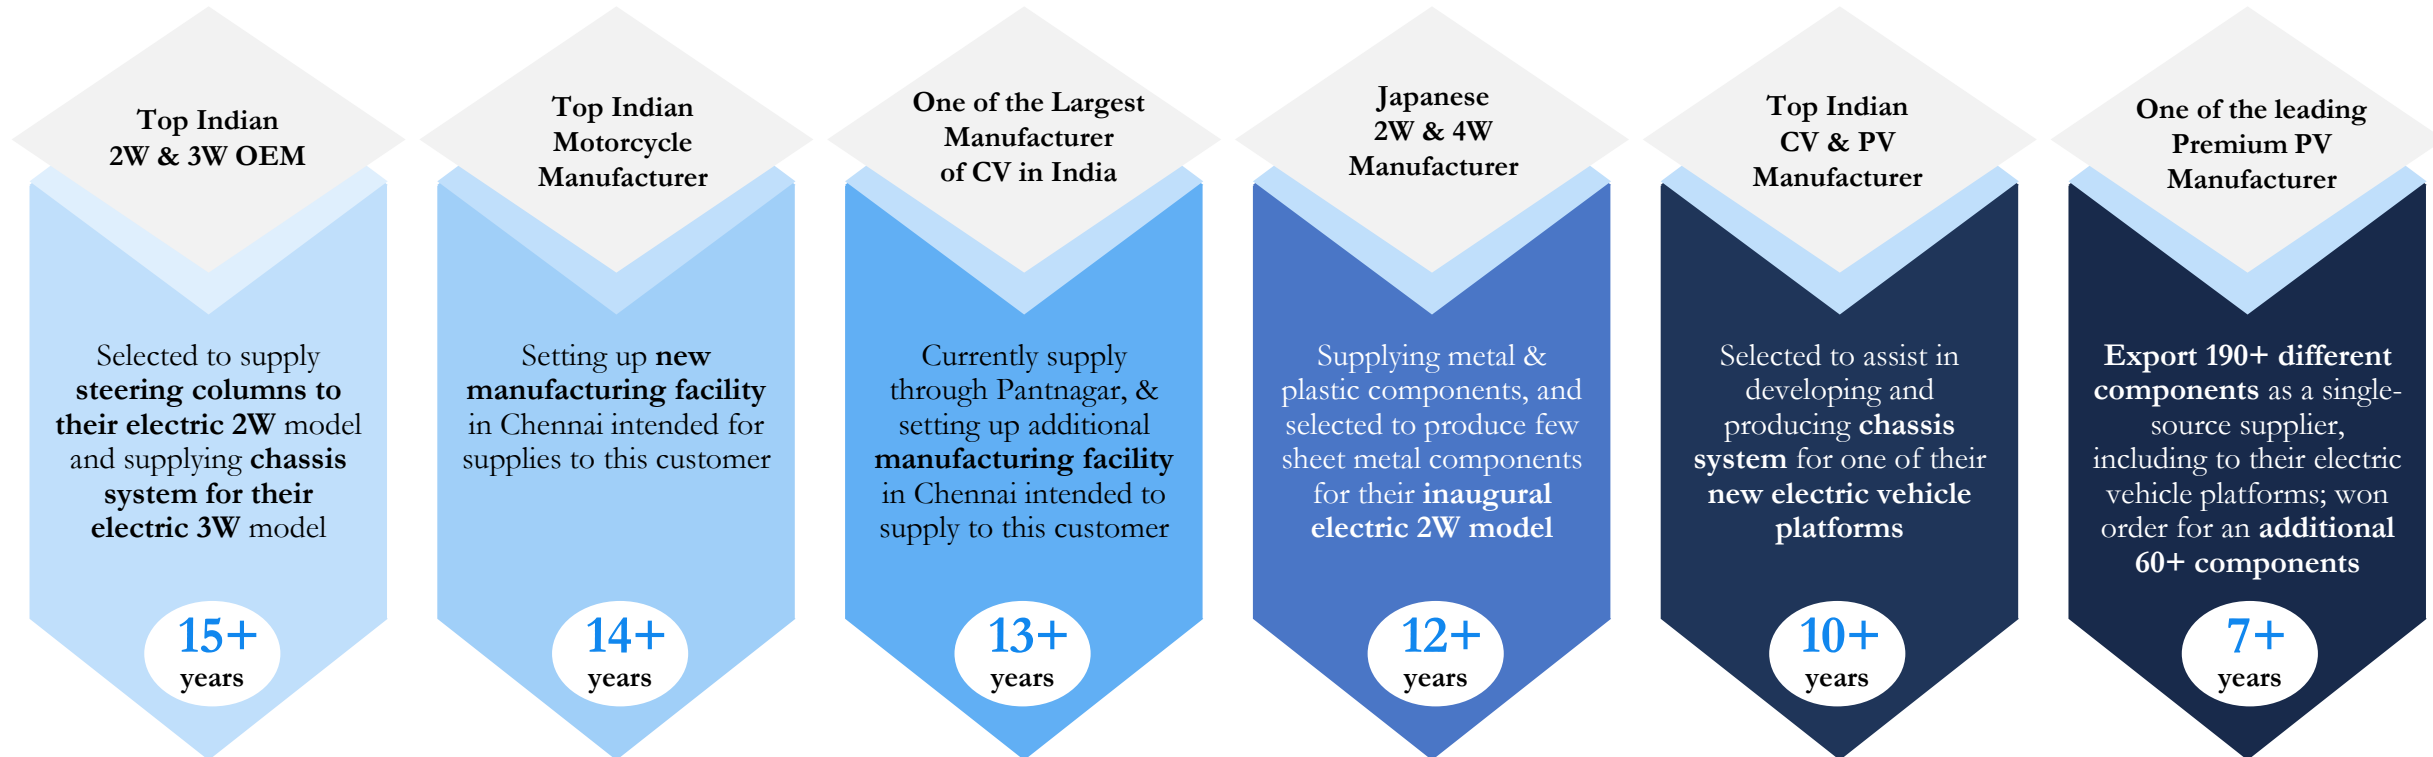 Top Indian
2W & 3W OEM
Selected to supply
steering columns to
their electric 2W model
and supplying chassis
system for their
electric 3W model
15+
years
Top Indian
Motorcycle
Manufacturer
Setting up new
manufacturing facility
in Chennai intended for
supplies to this customer
14+
years
One of the Largest
Manufacturer
of CV in India
Currently supply
through Pantnagar, &
setting up additional
manufacturing facility
in Chennai intended to
supply to this customer
13+
years
Japanese
2W & 4W
Manufacturer
Supplying metal &
plastic components, and
selected to produce few
sheet metal components
for their inaugural
electric 2W model
12+
years
Top Indian
CV & PV
Manufacturer
Selected to assist in
developing and
producing chassis
system for one of their
new electric vehicle
platforms
10+
years
One of the leading
Premium PV
Manufacturer
Export 190+ different
components as a single-
source supplier,
including to their electric
vehicle platforms; won
order for an additional
60+ components
7+
years